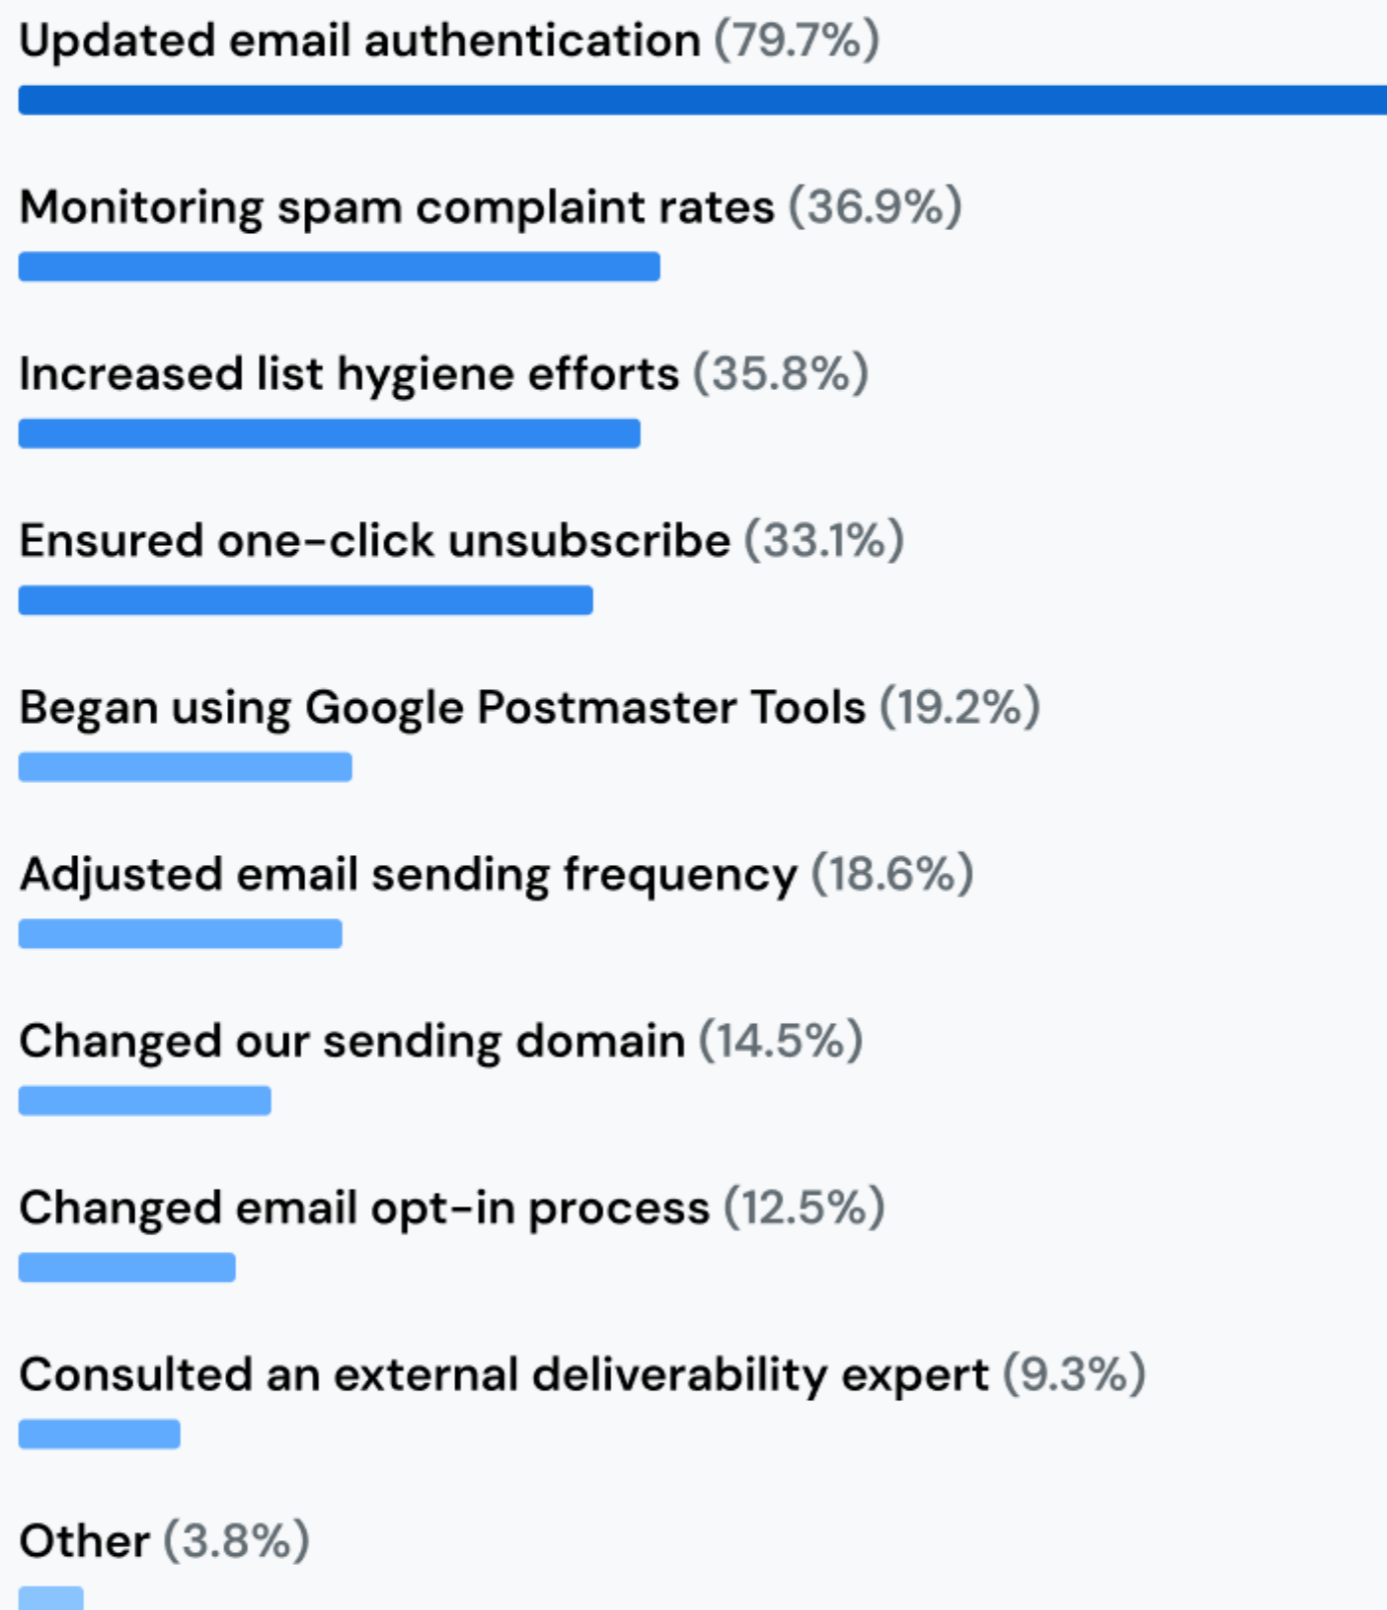 Updated email authentication (79.7%)
Monitoring spam complaint rates (36.9%)
Increased list hygiene efforts (35.8%)
Ensured one-click unsubscribe (33.1%)
Began using Google Postmaster Tools (19.2%)
Adjusted email sending frequency (18.6%)
Changed our sending domain (14.5%)
Changed email opt-in process (12.5%)
Consulted an external deliverability expert (9.3%)
Other (3.8%)